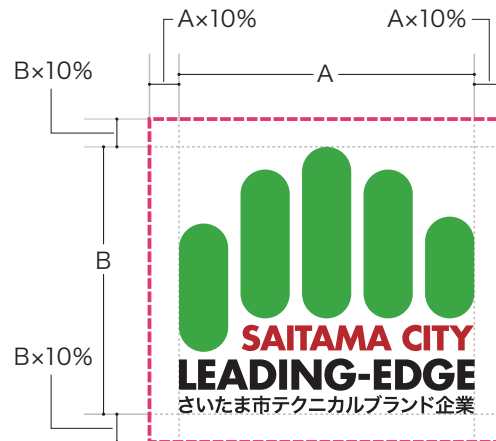 A×10% A×10%
A
B×10%
B
B×10%
SAITAMA CITY
LEADING-EDGE
さいたま市テクニカルブランド企業